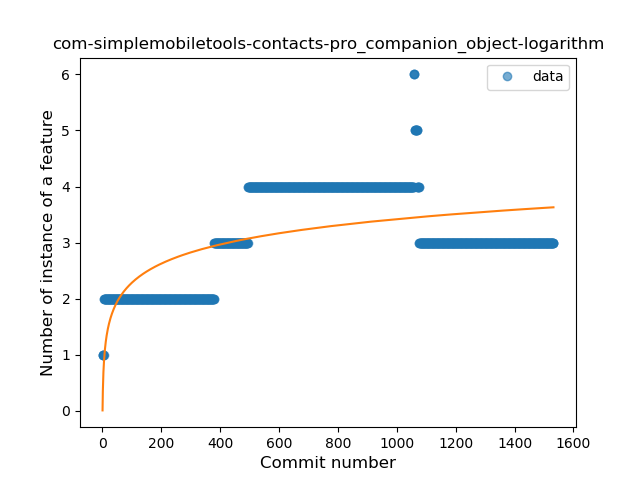 com-simplemobiletools-contacts-pro_companion_object-logarithm
data
Number of instance of a feature
6
5
4
3
2
1
0
0 200 400 600 800 1000 1200 1400 1600
Commit number